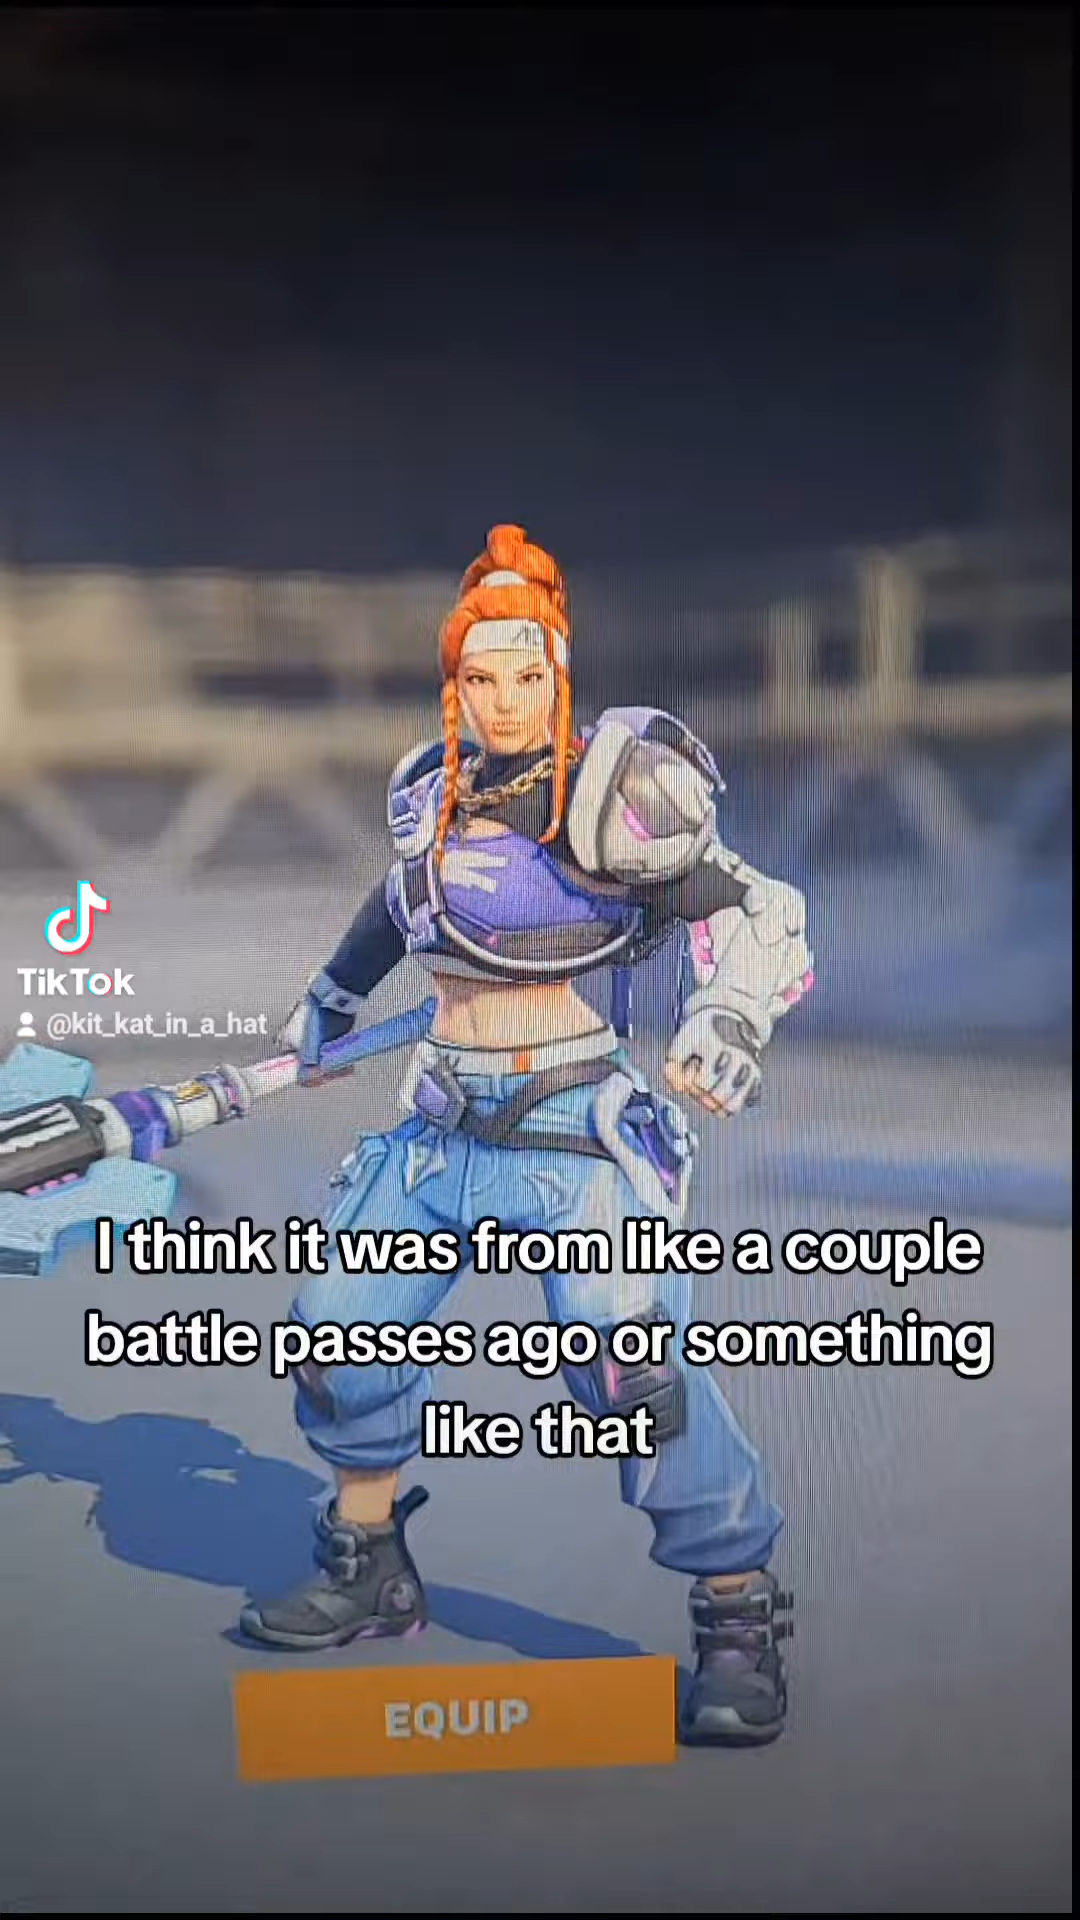 TikTok
@kit_kat_in_a_hat
I think it was from like a couple
battle passes ago or something
like that
EQUIP